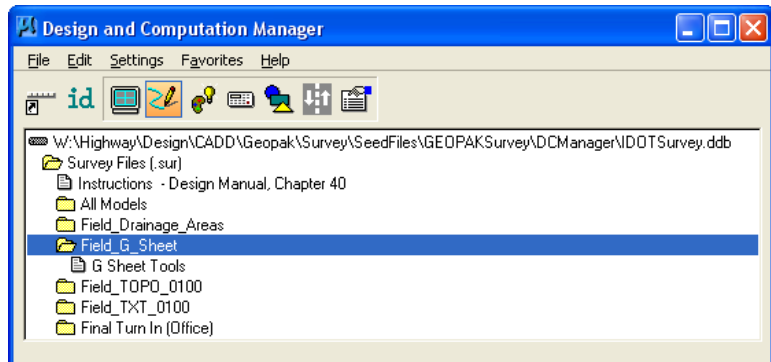 Design and Computation Manager
File Edit Settings Favorites Help
id
W:\Highway\Design\CADD\Geopak\Survey\SeedFiles\GEOPAKSurvey\DCManager\IDOTSurvey.ddb
Survey Files (.sur)
Instructions - Design Manual, Chapter 40
All Models
Field_Drainage_Areas
Field_G_Sheet
G Sheet Tools
Field_TOPO_0100
Field_TXT_0100
Final Turn In (Office)